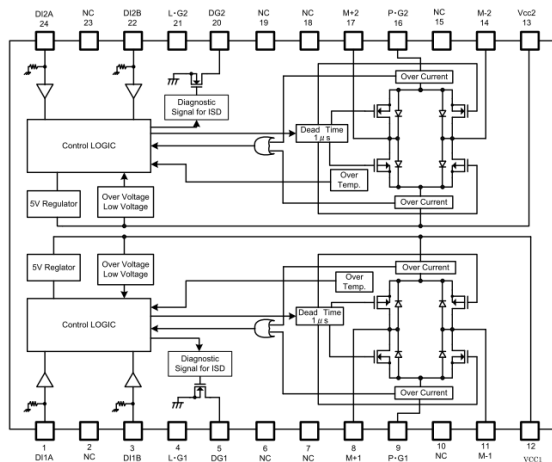 DI2A NC DI2B L·G2 DG2 NC NC M+2 P·G2 NC M-2 Vcc2
24 23 22 21 20 19 18 17 16 15 14 13
Over Current
Diagnostic
Signal for ISD
Dead Time
1μs
Control LOGIC
Over
Temp.
5V Regulator
Over Voltage
Low Voltage
Over Current
5V Reglator
Over Voltage
Low Voltage
Over Current
Over
Temp.
Control LOGIC
Dead Time
1μs
Diagnostic
Signal for ISD
Over Current
1 2 3 4 5 6 7 8 9 10 11 12
DI1A NC DI1B L·G1 DG1 NC NC M+1 P·G1 NC M-1 VCC1